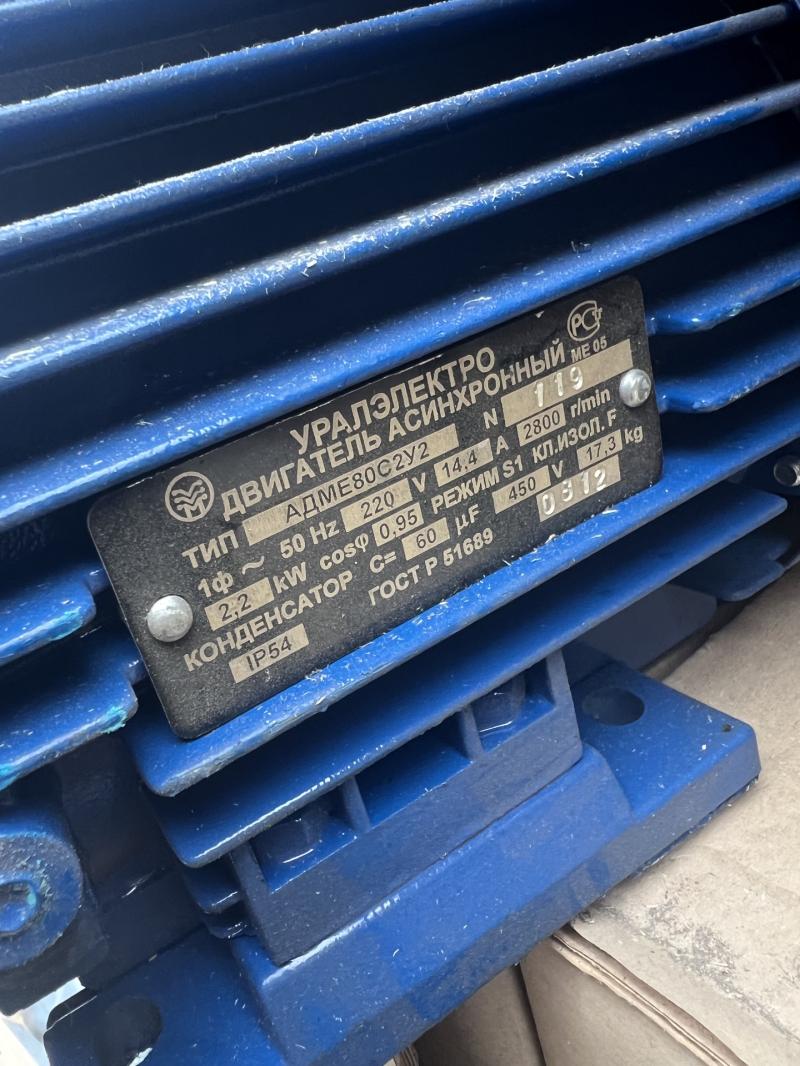 УРАЛЭЛЕКТРО
ДВИГАТЕЛЬ АСИНХРОННЫЙ МЕ 05
ТИП АДМЕ80С2У2 N 119
1ф ~ 50 Hz 220 V 14.4 A 2800 r/min
2,2 kW cosφ 0,95 РЕЖИМ S1 КЛ.ИЗОЛ. F
КОНДЕНСАТОР C= 60 µF 450 V 17,3 kg
IP54 ГОСТ Р 51689 0312